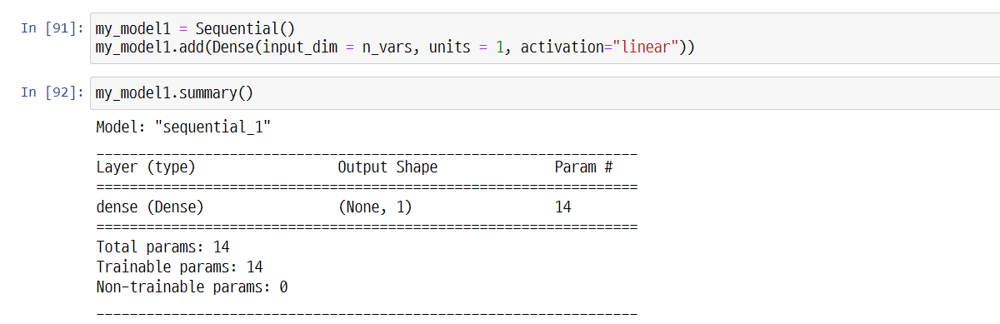 In [91]: my_model1 = Sequential()
my_model1.add(Dense(input_dim = n_vars, units = 1, activation="linear"))
In [92]: my_model1.summary()
Model: "sequential_1"
_________________________________________________________________
Layer (type) Output Shape Param #
=================================================================
dense (Dense) (None, 1) 14
=================================================================
Total params: 14
Trainable params: 14
Non-trainable params: 0
_________________________________________________________________